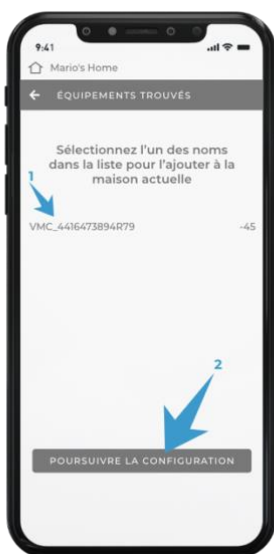 9:41
Mario's Home
ÉQUIPEMENTS TROUVÉS
Sélectionnez l'un des noms
dans la liste pour l'ajouter à la
maison actuelle
1
VMC_4416473894R79 -45
2
POURSUIVRE LA CONFIGURATION